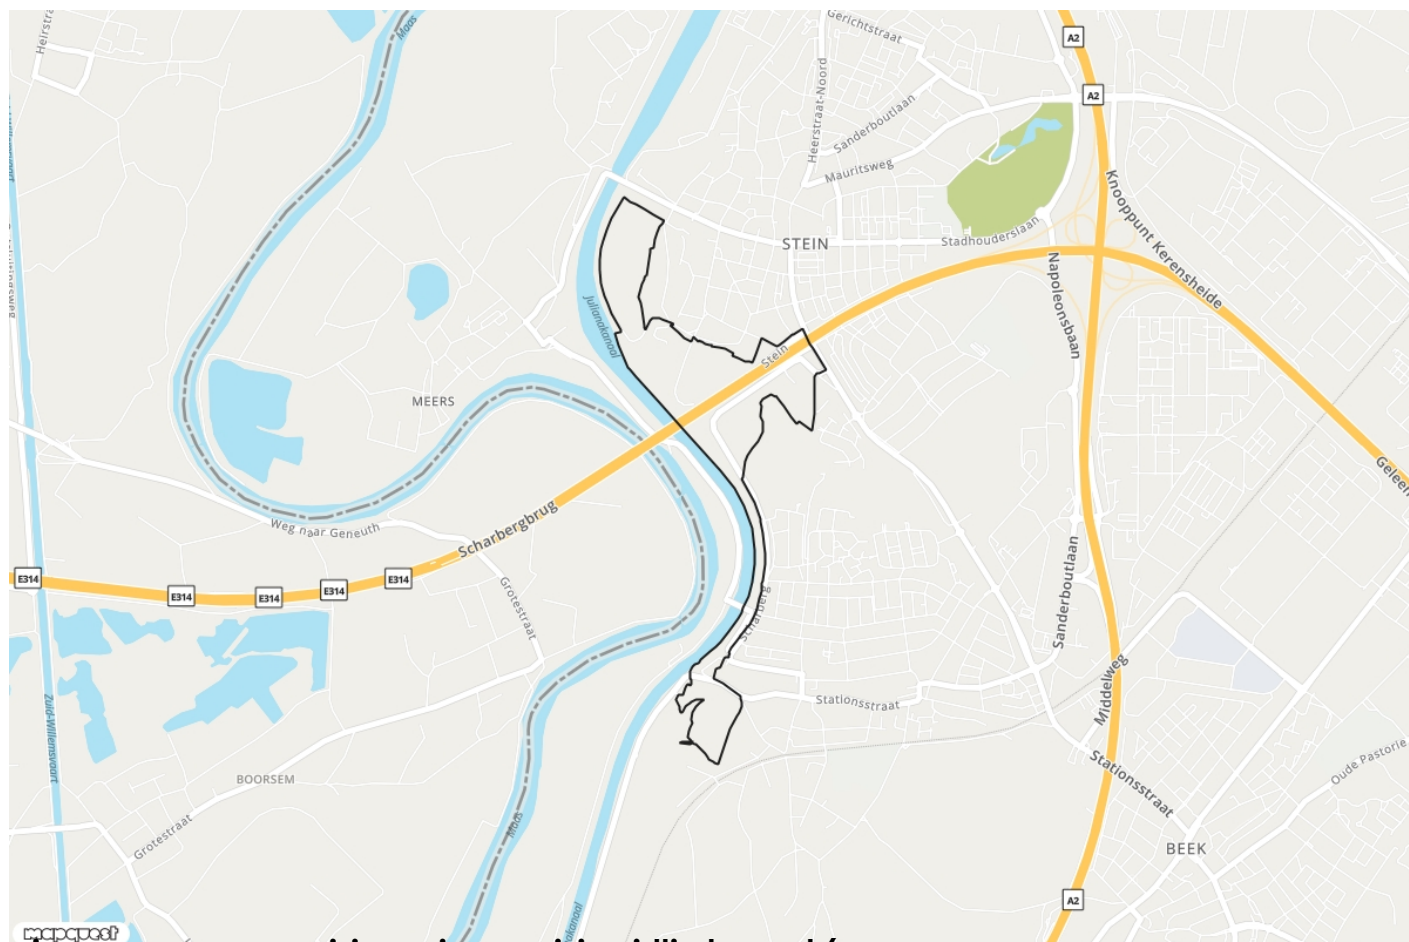 Maas
Heirstra
Gerichtstraat
A2
A2
Heerstraat-Noord
Sanderboutlaan
Mauritsweg
Knooppunt Kerensheide
STEIN
Stadhouderslaan
Napoleonsbaan
Julianakanaal
Stein
MEERS
Geleen
Weg naar Geneuth
Scharbergbrug
E314
E314
E314
E314
Grotestraat
Scharberg
Sanderboutlaan
Middelweg
Zuid-Willemsvaart
Stationsstraat
BOORSEM
Stationsstraat
Oude Pastorie
Grotestraat
Maas
BEEK
A2
akanaal
mapquest